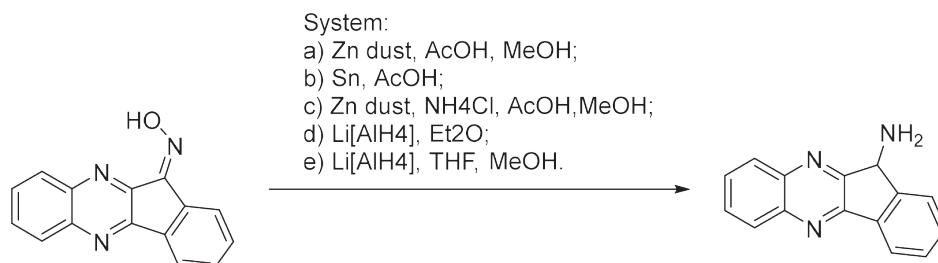 System:
a) Zn dust, AcOH, MeOH;
b) Sn, AcOH;
c) Zn dust, NH4Cl, AcOH,MeOH;
d) Li[AlH4], Et2O;
e) Li[AlH4], THF, MeOH.
HO
N
NH2
N
N
N
N